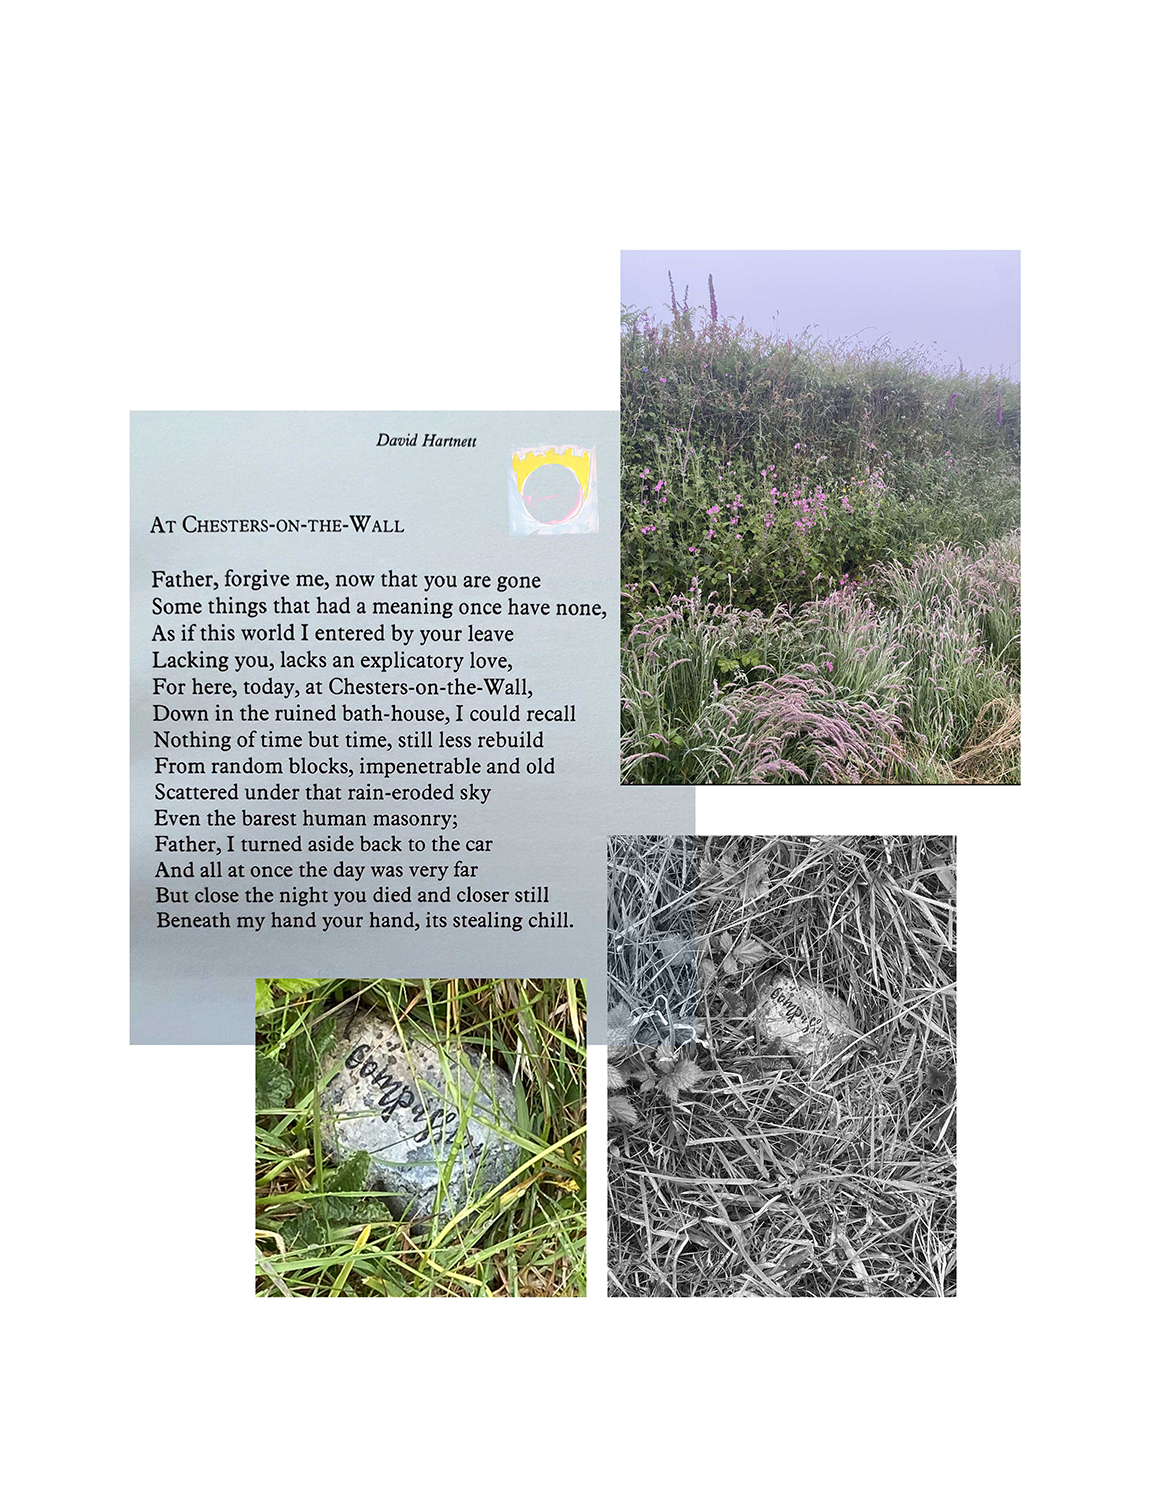 David Hartnett
AT CHESTERS-ON-THE-WALL
Father, forgive me, now that you are gone
Some things that had a meaning once have none,
As if this world I entered by your leave
Lacking you, lacks an explicatory love,
For here, today, at Chesters-on-the-Wall,
Down in the ruined bath-house, I could recall
Nothing of time but time, still less rebuild
From random blocks, impenetrable and old
Scattered under that rain-eroded sky
Even the barest human masonry;
Father, I turned aside back to the car
And all at once the day was very far
But close the night you died and closer still
Beneath my hand your hand, its stealing chill.